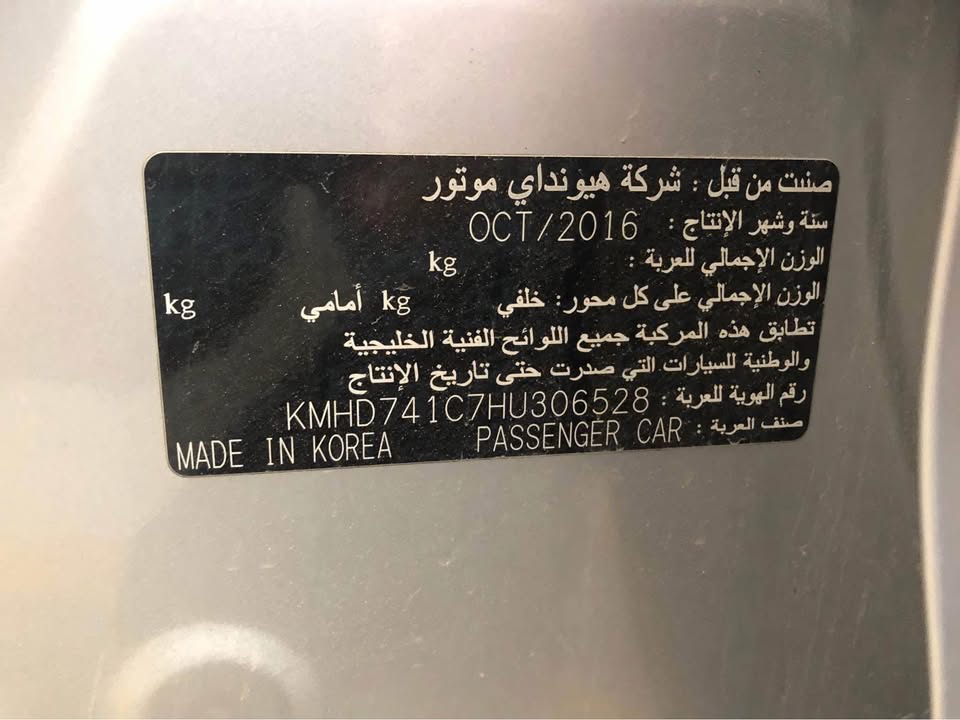 صنعت من قبل : شركة هيونداي موتور
سنة وشهر الإنتاج : OCT/2016
الوزن الإجمالي للعربة : kg
الوزن الإجمالي على كل محور: خلفي kg أمامي kg
تطابق هذه المركبة جميع اللوائح الفنية الخليجية
والوطنية للسيارات التي صدرت حتى تاريخ الإنتاج
رقم الهوية للعربة : KMHD741C7HU306528
صنف العربة : PASSENGER CAR MADE IN KOREA